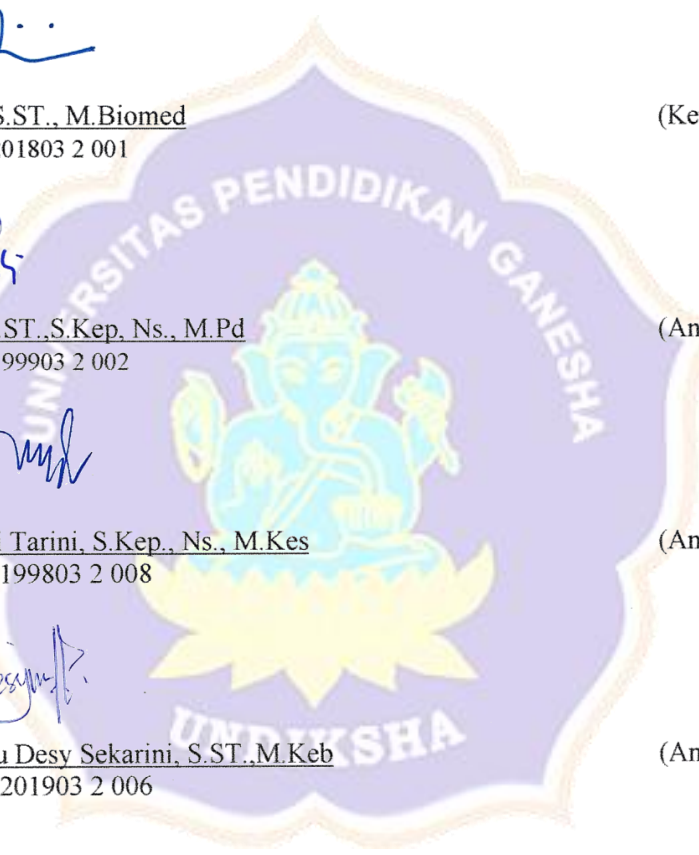 S.ST., M.Biomed
(Ke
201803 2 001
UNIVERSITAS PENDIDIKAN GANESHA
.ST.,S.Kep, Ns., M.Pd
(An
99903 2 002
i Tarini, S.Kep., Ns., M.Kes
(An
199803 2 008
u Desy Sekarini, S.ST.,M.Keb
(An
201903 2 006
UNDIKSHA